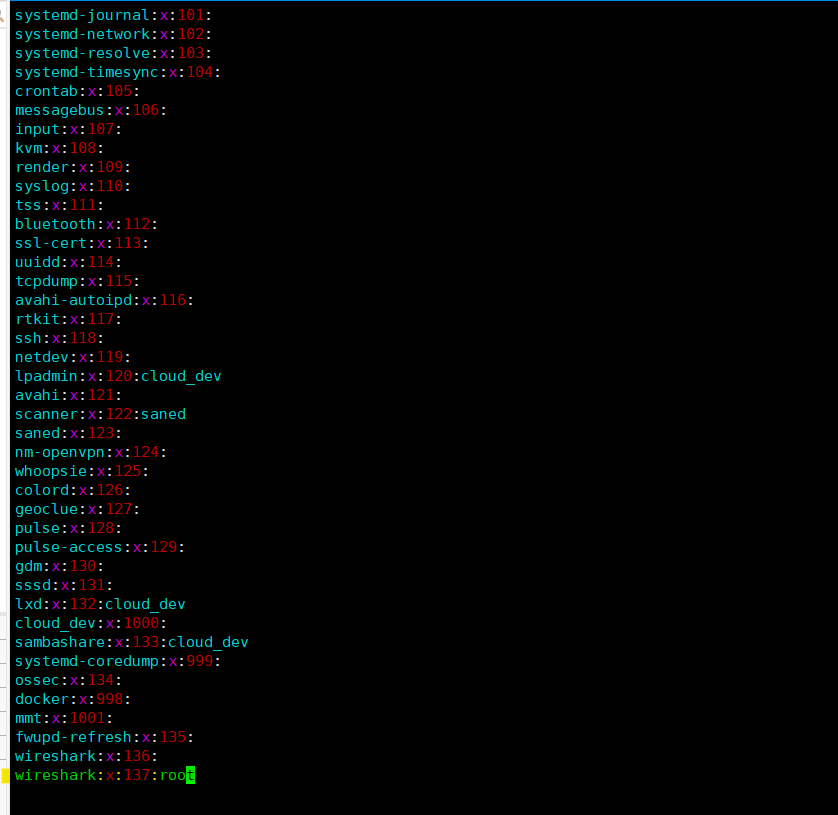 systemd-journal:x:101:
systemd-network:x:102:
systemd-resolve:x:103:
systemd-timesync:x:104:
crontab:x:105:
messagebus:x:106:
input:x:107:
kvm:x:108:
render:x:109:
syslog:x:110:
tss:x:111:
bluetooth:x:112:
ssl-cert:x:113:
uuidd:x:114:
tcpdump:x:115:
avahi-autoipd:x:116:
rtkit:x:117:
ssh:x:118:
netdev:x:119:
lpadmin:x:120:cloud_dev
avahi:x:121:
scanner:x:122:saned
saned:x:123:
nm-openvpn:x:124:
whoopsie:x:125:
colord:x:126:
geoclue:x:127:
pulse:x:128:
pulse-access:x:129:
gdm:x:130:
sssd:x:131:
lxd:x:132:cloud_dev
cloud_dev:x:1000:
sambashare:x:133:cloud_dev
systemd-coredump:x:999:
ossec:x:134:
docker:x:998:
mmt:x:1001:
fwupd-refresh:x:135:
wireshark:x:136:
wireshark:x:137:root